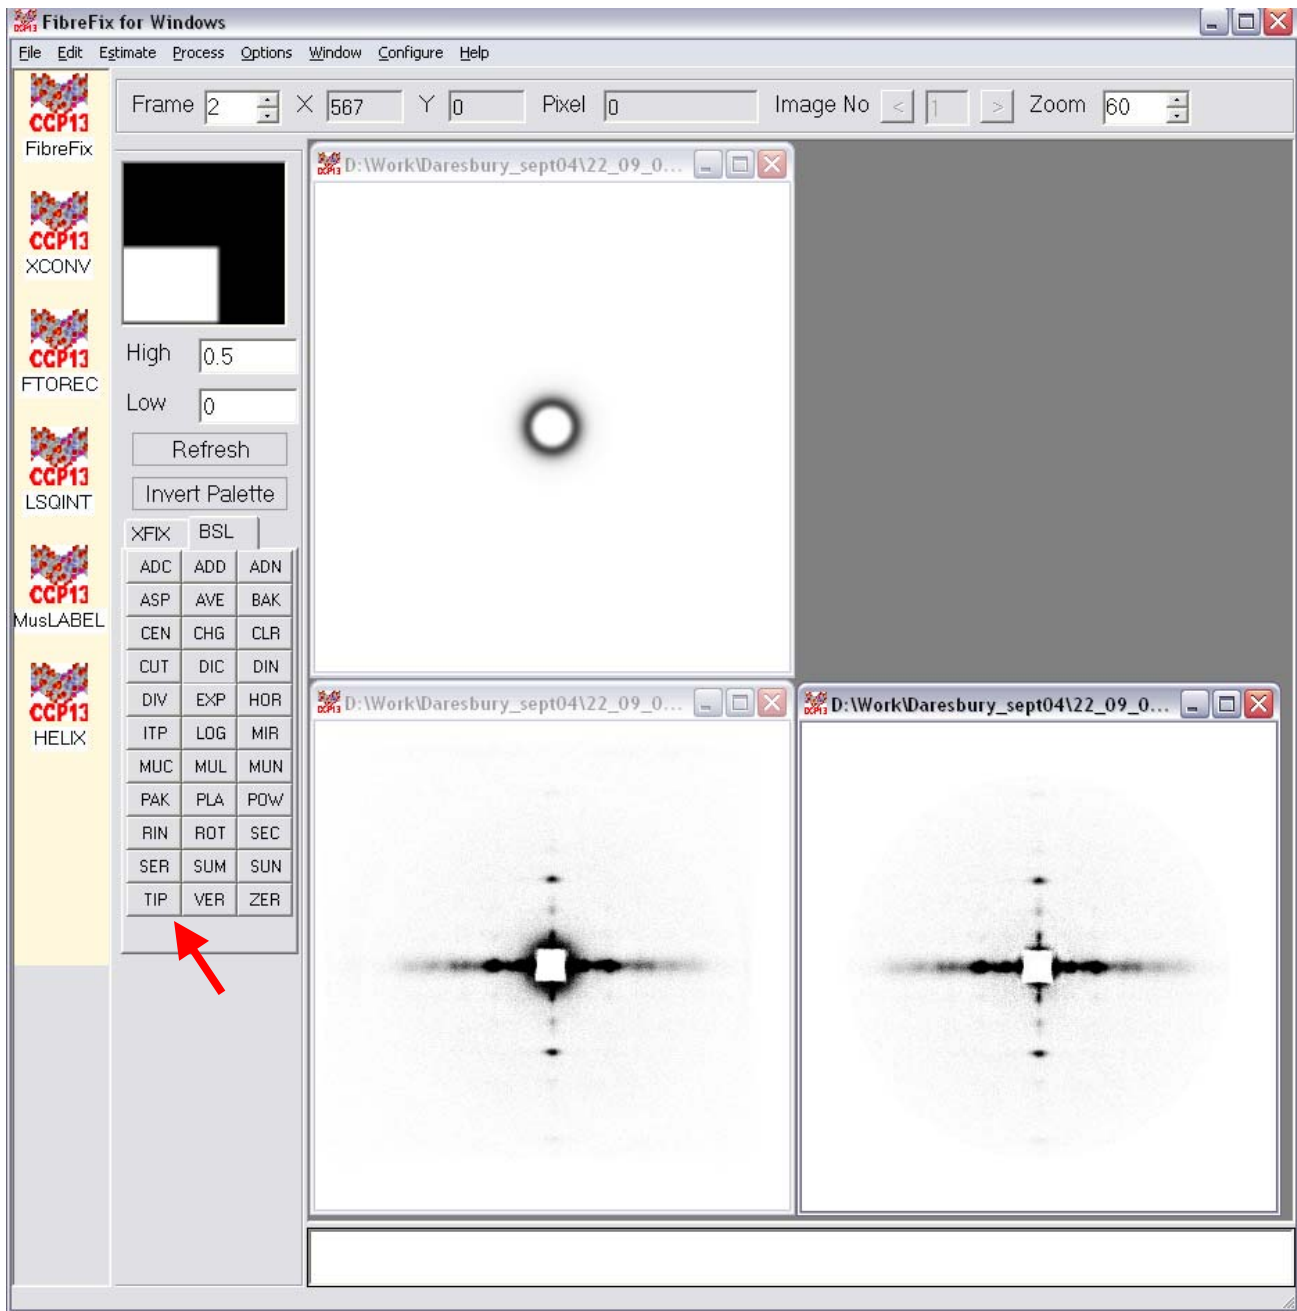 FibreFix for Windows
File Edit Estimate Process Options Window Configure Help
Frame 2 X 567 Y 0 Pixel 0 Image No < 1 > Zoom 60
CCP13
FibreFix
CCP13
XCONV
CCP13
FTOREC
CCP13
LSQINT
CCP13
MusLABEL
CCP13
HELIX
High 0.5
Low 0
Refresh
Invert Palette
XFIX BSL
ADC ADD ADN
ASP AVE BAK
CEN CHG CLR
CUT DIC DIN
DIV EXP HOR
ITP LOG MIR
MUC MUL MUN
PAK PLA POW
RIN ROT SEC
SER SUM SUN
TIP VER ZER
D:\Work\Daresbury_sept04\22_09_0...
D:\Work\Daresbury_sept04\22_09_0...
D:\Work\Daresbury_sept04\22_09_0...